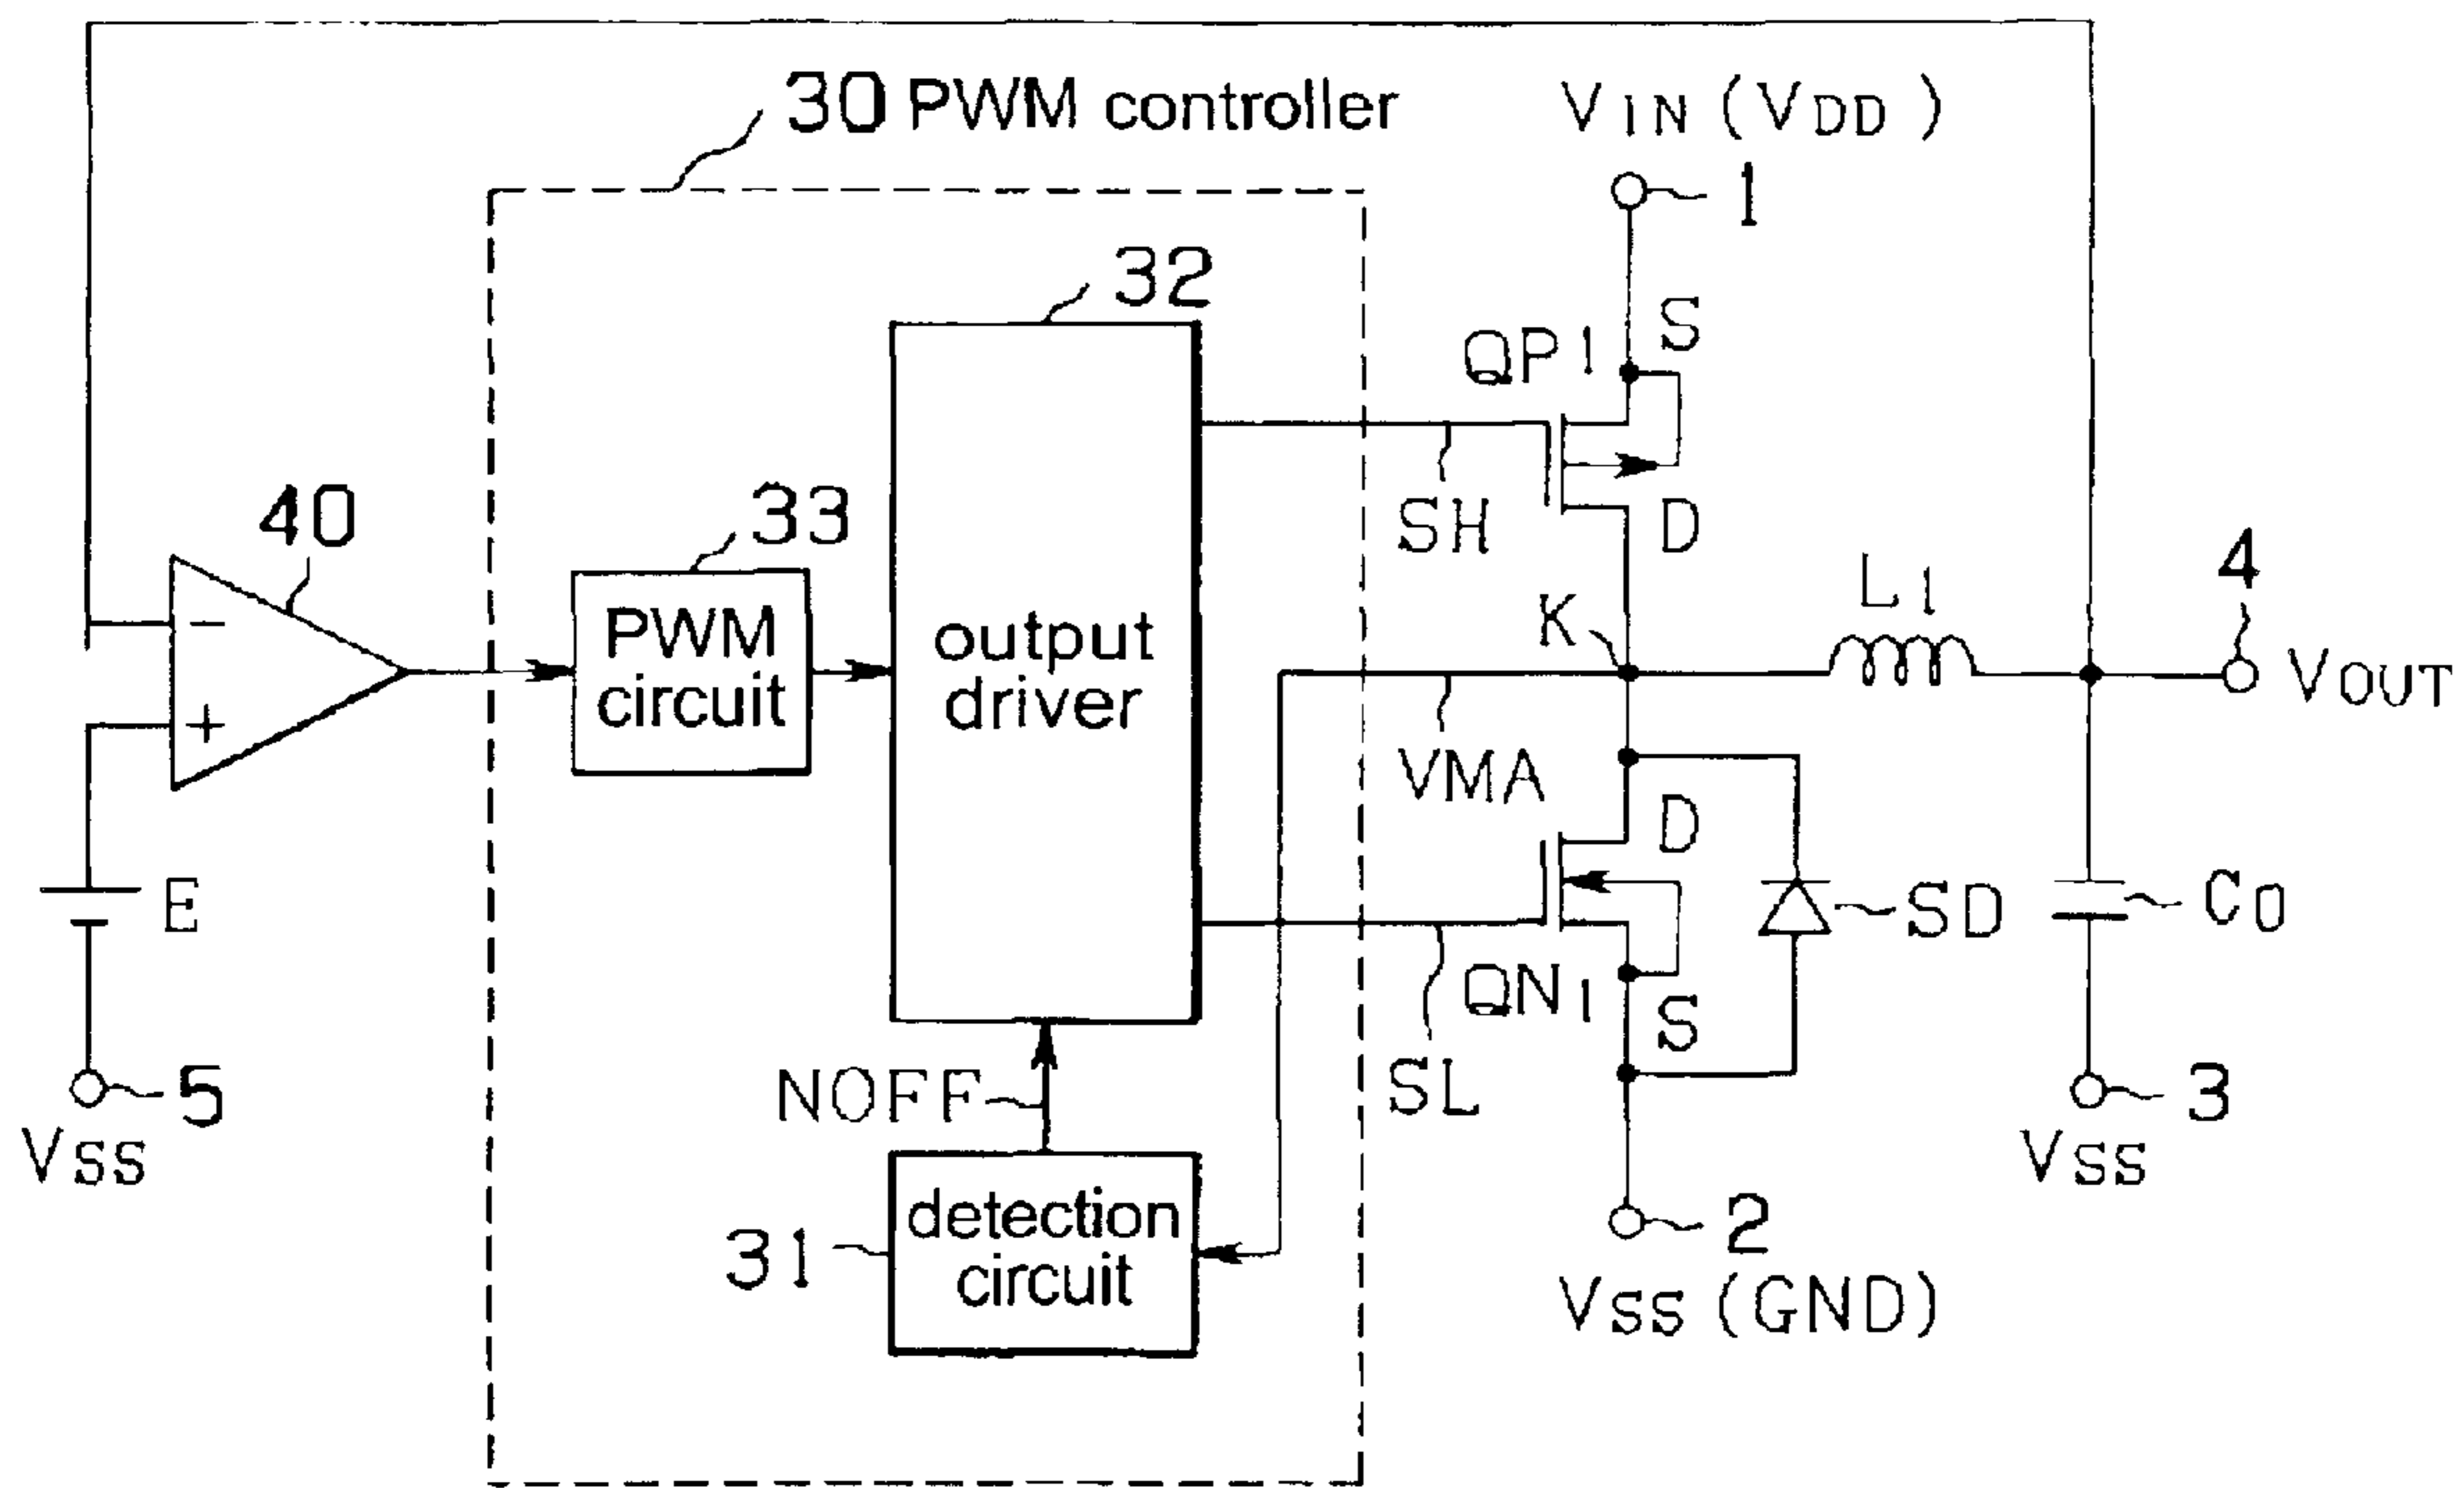 30 PWM controller
VIN (VDD)
1
32
S
QP1
40
33
SH
D
4
K
L1
PWM
circuit
output
driver
VOUT
−
+
VMA
D
E
SD
C0
QN1
S
NOFF
SL
5
3
VSS
VSS
31
detection
circuit
2
VSS (GND)